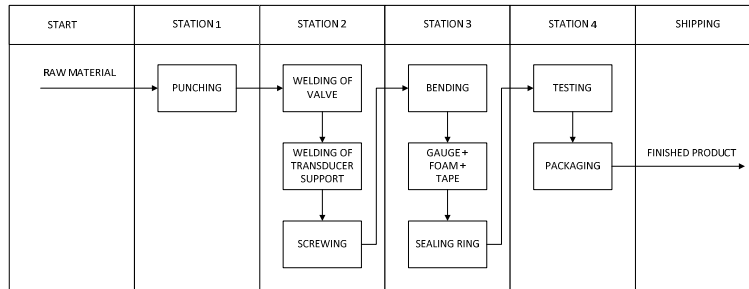 START
STATION 1
STATION 2
STATION 3
STATION 4
SHIPPING
RAW MATERIAL
PUNCHING
WELDING OF
VALVE
WELDING OF
TRANSDUCER
SUPPORT
SCREWING
BENDING
GAUGE+
FOAM+
TAPE
SEALING RING
TESTING
PACKAGING
FINISHED PRODUCT